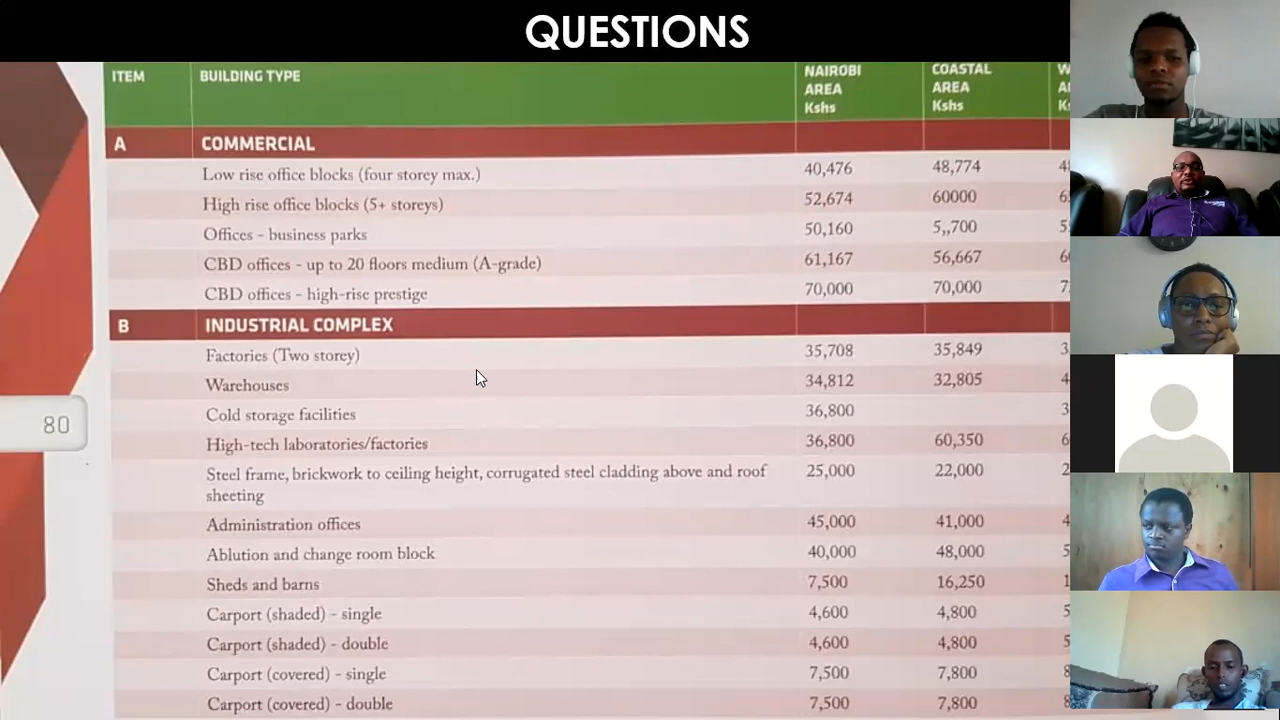 QUESTIONS
ITEM BUILDING TYPE NAIROBI AREA Kshs COASTAL AREA Kshs
A COMMERCIAL
Low rise office blocks (four storey max.) 40,476 48,774
High rise office blocks (5+ storeys) 52,674 60000
Offices - business parks 50,160 5,,700
CBD offices - up to 20 floors medium (A-grade) 61,167 56,667
CBD offices - high-rise prestige 70,000 70,000
B INDUSTRIAL COMPLEX
Factories (Two storey) 35,708 35,849
Warehouses 34,812 32,805
Cold storage facilities 36,800
High-tech laboratories/factories 36,800 60,350
Steel frame, brickwork to ceiling height, corrugated steel cladding above and roof 25,000 22,000
sheeting
Administration offices 45,000 41,000
Ablution and change room block 40,000 48,000
Sheds and barns 7,500 16,250
Carport (shaded) - single 4,600 4,800
Carport (shaded) - double 4,600 4,800
Carport (covered) - single 7,500 7,800
Carport (covered) - double 7,500 7,800
80